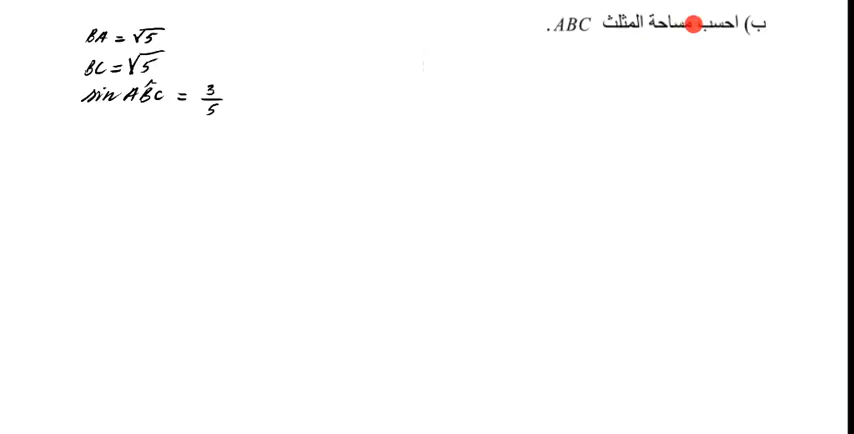 ب) احسب مساحة المثلث ABC.
BA = √5
BC = √5
sin AB̂C = 3/5